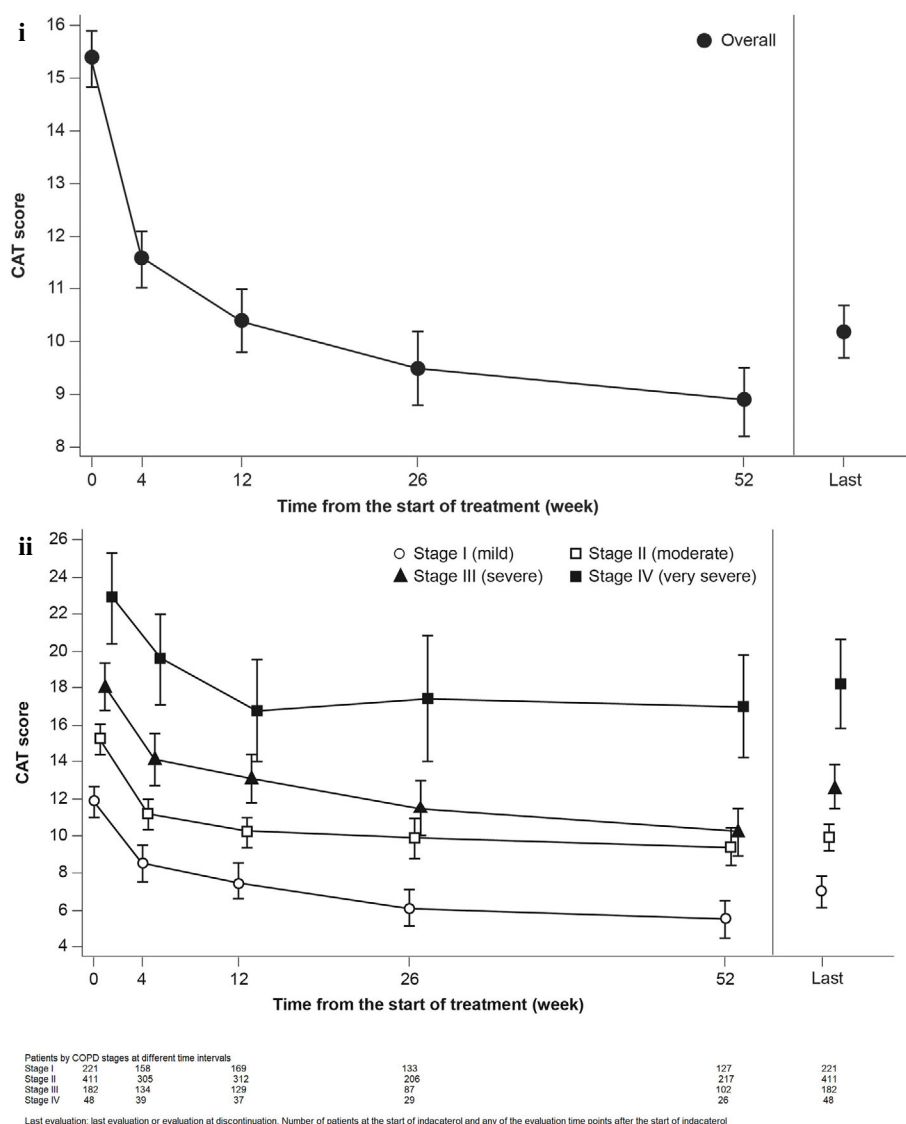 i
16
15
14
13
12
11
10
9
8
CAT score
Overall
0 4 12 26 52 Last
Time from the start of treatment (week)
ii
26
24
22
20
18
16
14
12
10
8
6
4
CAT score
Stage I (mild) Stage II (moderate)
Stage III (severe) Stage IV (very severe)
0 4 12 26 52 Last
Time from the start of treatment (week)
Patients by COPD stages at different time intervals
Stage I 221 158 169 133 127 221
Stage II 411 305 312 206 217 411
Stage III 182 134 129 87 102 182
Stage IV 48 39 37 29 26 48
Last evaluation: last evaluation or evaluation at discontinuation. Number of patients at the start of indacaterol and any of the evaluation time points after the start of indacaterol